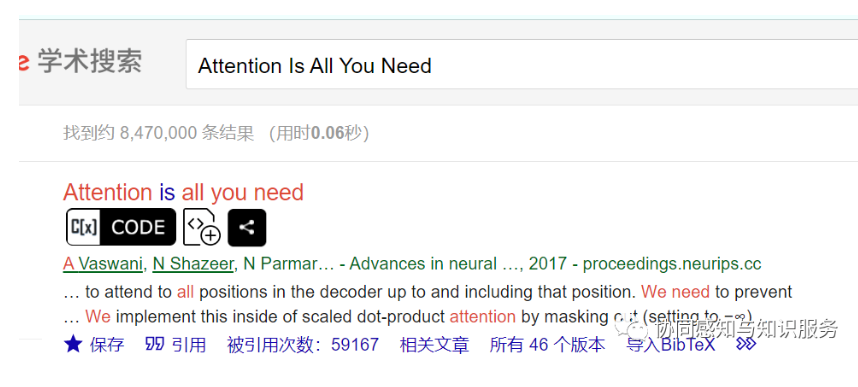 e 学术搜索 Attention Is All You Need
找到约 8,470,000 条结果 （用时0.06秒）
Attention is all you need
C[x] CODE
A Vaswani, N Shazeer, N Parmar… - Advances in neural …, 2017 - proceedings.neurips.cc
… to attend to all positions in the decoder up to and including that position. We need to prevent
… We implement this inside of scaled dot-product attention by masking out (setting to −∞)
保存 引用 被引用次数：59167 相关文章 所有 46 个版本 导入BibTeX
协同感知与知识服务